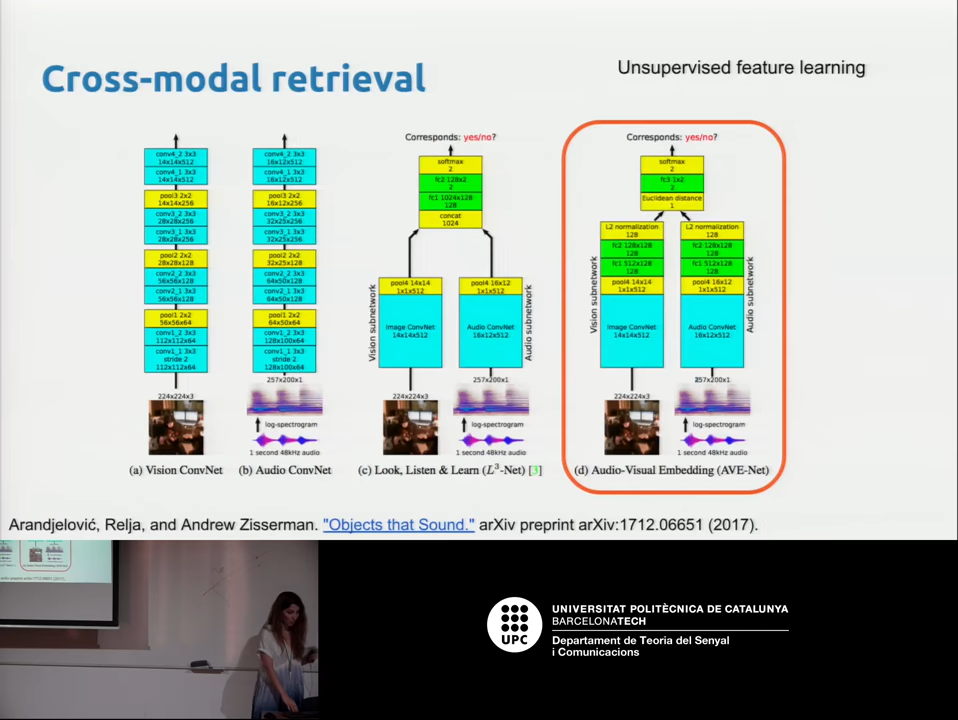 Cross-modal retrieval
Unsupervised feature learning
conv4_2 3x3
14x14x512
conv4_1 3x3
14x14x512
pool3 2x2
14x14x256
conv3_2 3x3
28x28x256
conv3_1 3x3
28x28x256
pool2 2x2
28x28x128
conv2_2 3x3
56x56x128
conv2_1 3x3
56x56x128
pool1 2x2
56x56x64
conv1_2 3x3
112x112x64
conv1_1 3x3
stride 2
112x112x64
224x224x3
(a) Vision ConvNet
conv4_2 3x3
16x12x512
conv4_1 3x3
16x12x512
pool3 2x2
16x12x256
conv3_2 3x3
32x25x256
conv3_1 3x3
32x25x256
pool2 2x2
32x25x128
conv2_2 3x3
64x50x128
conv2_1 3x3
64x50x128
pool1 2x2
64x50x64
conv1_2 3x3
128x100x64
conv1_1 3x3
stride 2
128x100x64
257x200x1
log-spectrogram
1 second 48kHz audio
(b) Audio ConvNet
Corresponds: yes/no?
softmax
2
fc2 128x2
2
fc1 1024x128
128
concat
1024
Vision subnetwork
pool4 14x14
1x1x512
Image ConvNet
14x14x512
224x224x3
pool4 16x12
1x1x512
Audio ConvNet
16x12x512
Audio subnetwork
257x200x1
log-spectrogram
1 second 48kHz audio
(c) Look, Listen & Learn (L³-Net) [3]
Corresponds: yes/no?
softmax
2
fc3 1x2
2
Euclidean distance
1
Vision subnetwork
L2 normalization
128
fc2 128x128
128
fc1 512x128
128
pool4 14x14
1x1x512
Image ConvNet
14x14x512
224x224x3
L2 normalization
128
fc2 128x128
128
fc1 512x128
128
pool4 16x12
1x1x512
Audio ConvNet
16x12x512
Audio subnetwork
257x200x1
log-spectrogram
1 second 48kHz audio
(d) Audio-Visual Embedding (AVE-Net)
Arandjelović, Relja, and Andrew Zisserman. "Objects that Sound." arXiv preprint arXiv:1712.06651 (2017).
UPC
UNIVERSITAT POLITÈCNICA DE CATALUNYA
BARCELONATECH
Departament de Teoria del Senyal
i Comunicacions